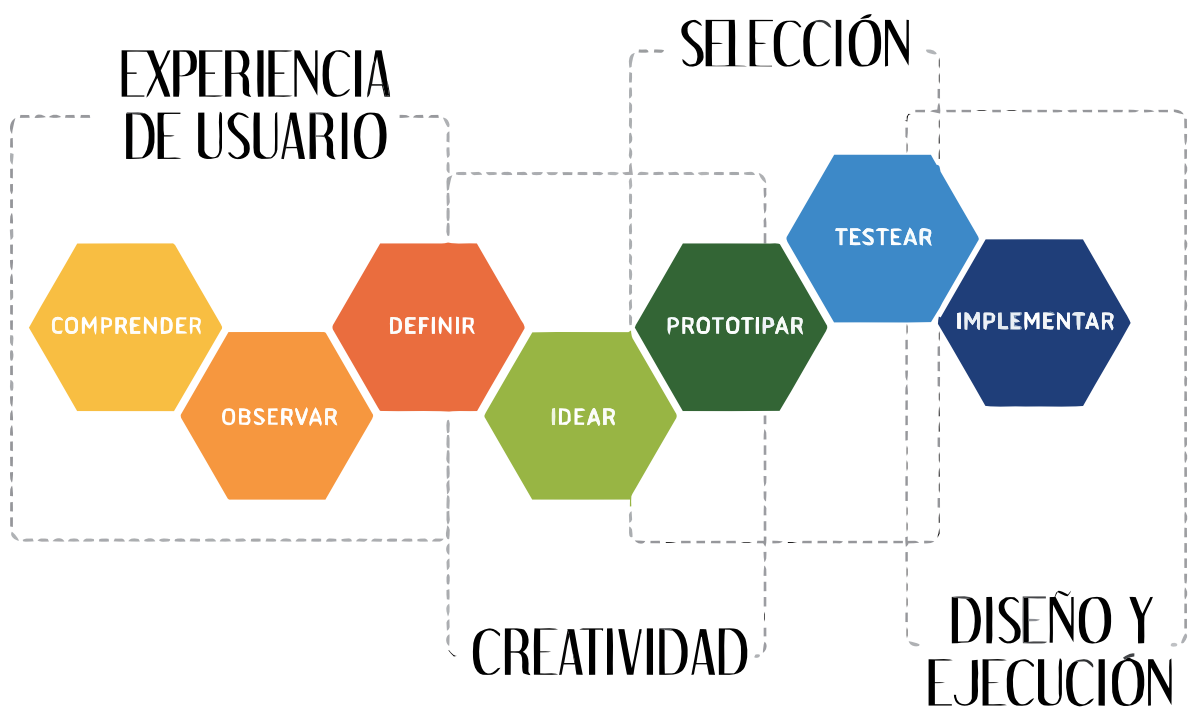 EXPERIENCIA
DE USUARIO
SELECCIÓN
COMPRENDER
OBSERVAR
DEFINIR
IDEAR
PROTOTIPAR
TESTEAR
IMPLEMENTAR
CREATIVIDAD
DISEÑO Y
EJECUCIÓN